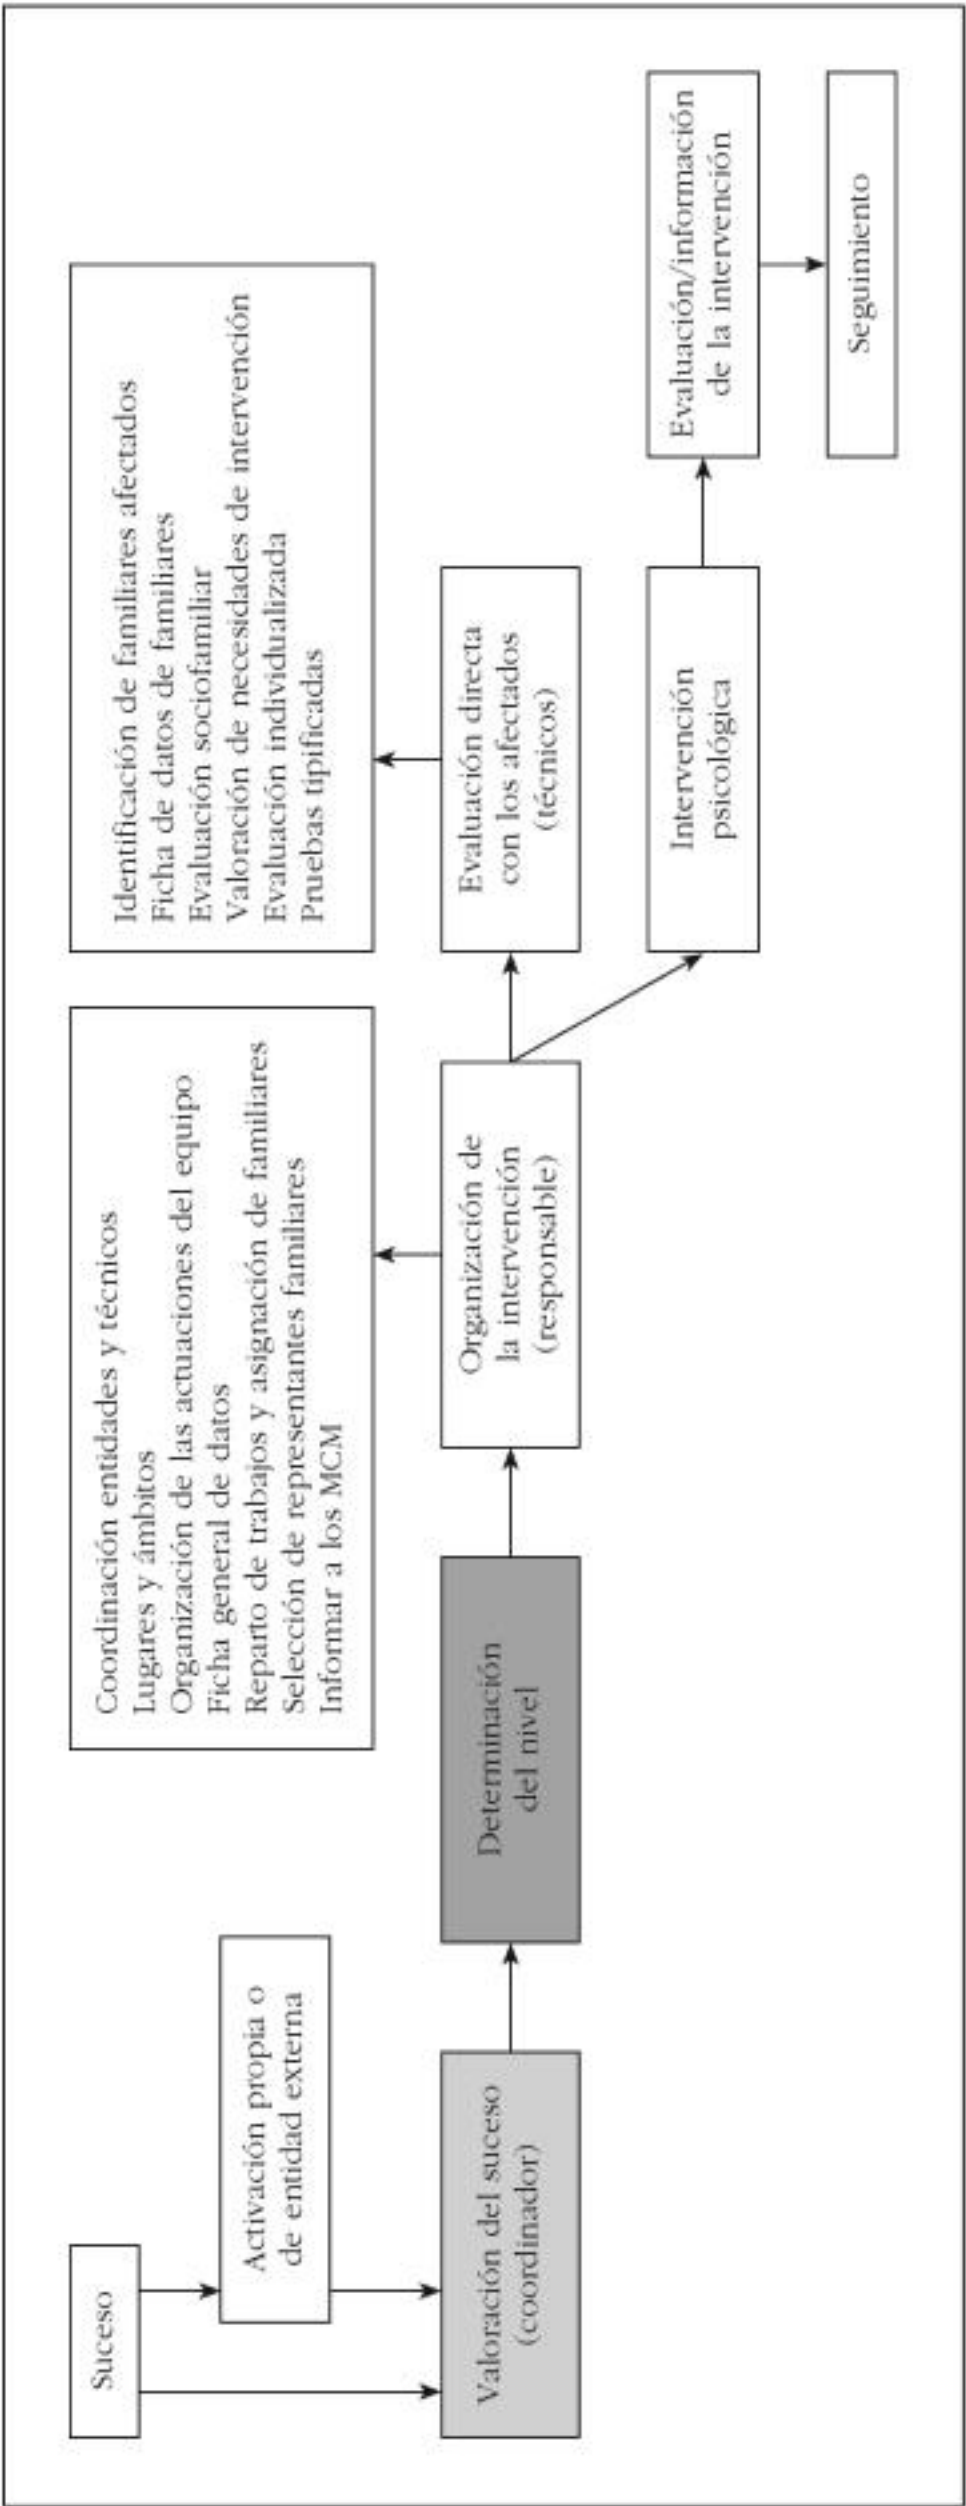 Suceso
Activación propia o
de entidad externa
Valoración del suceso
(coordinador)
Determinación
del nivel
Coordinación entidades y técnicos
Lugares y ámbitos
Organización de las actuaciones del equipo
Ficha general de datos
Reparto de trabajos y asignación de familiares
Selección de representantes familiares
Informar a los MCM
Organización de
la intervención
(responsable)
Identificación de familiares afectados
Ficha de datos de familiares
Evaluación sociofamiliar
Valoración de necesidades de intervención
Evaluación individualizada
Pruebas tipificadas
Evaluación directa
con los afectados
(técnicos)
Intervención
psicológica
Evaluación/información
de la intervención
Seguimiento